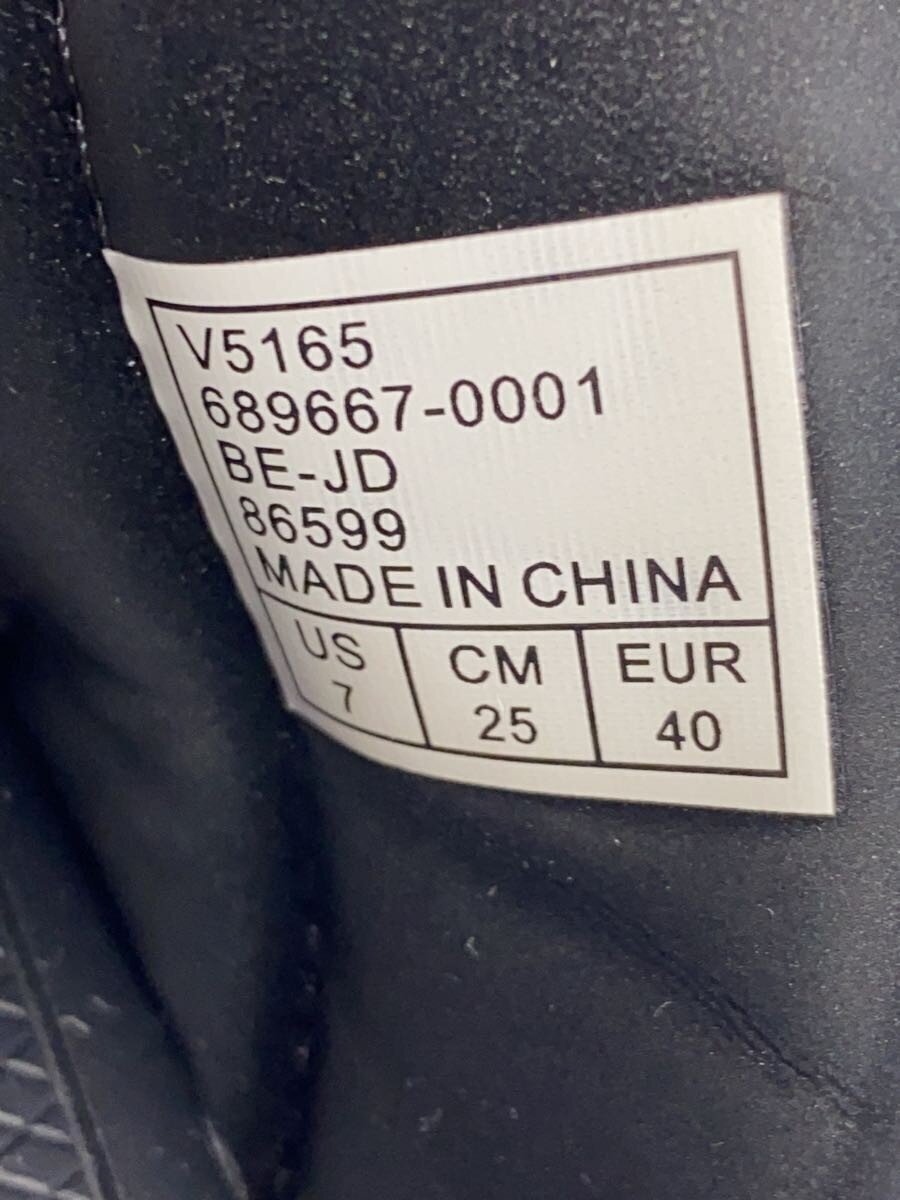 V5165
689667-0001
BE-JD
86599
MADE IN CHINA
US CM EUR
7 25 40